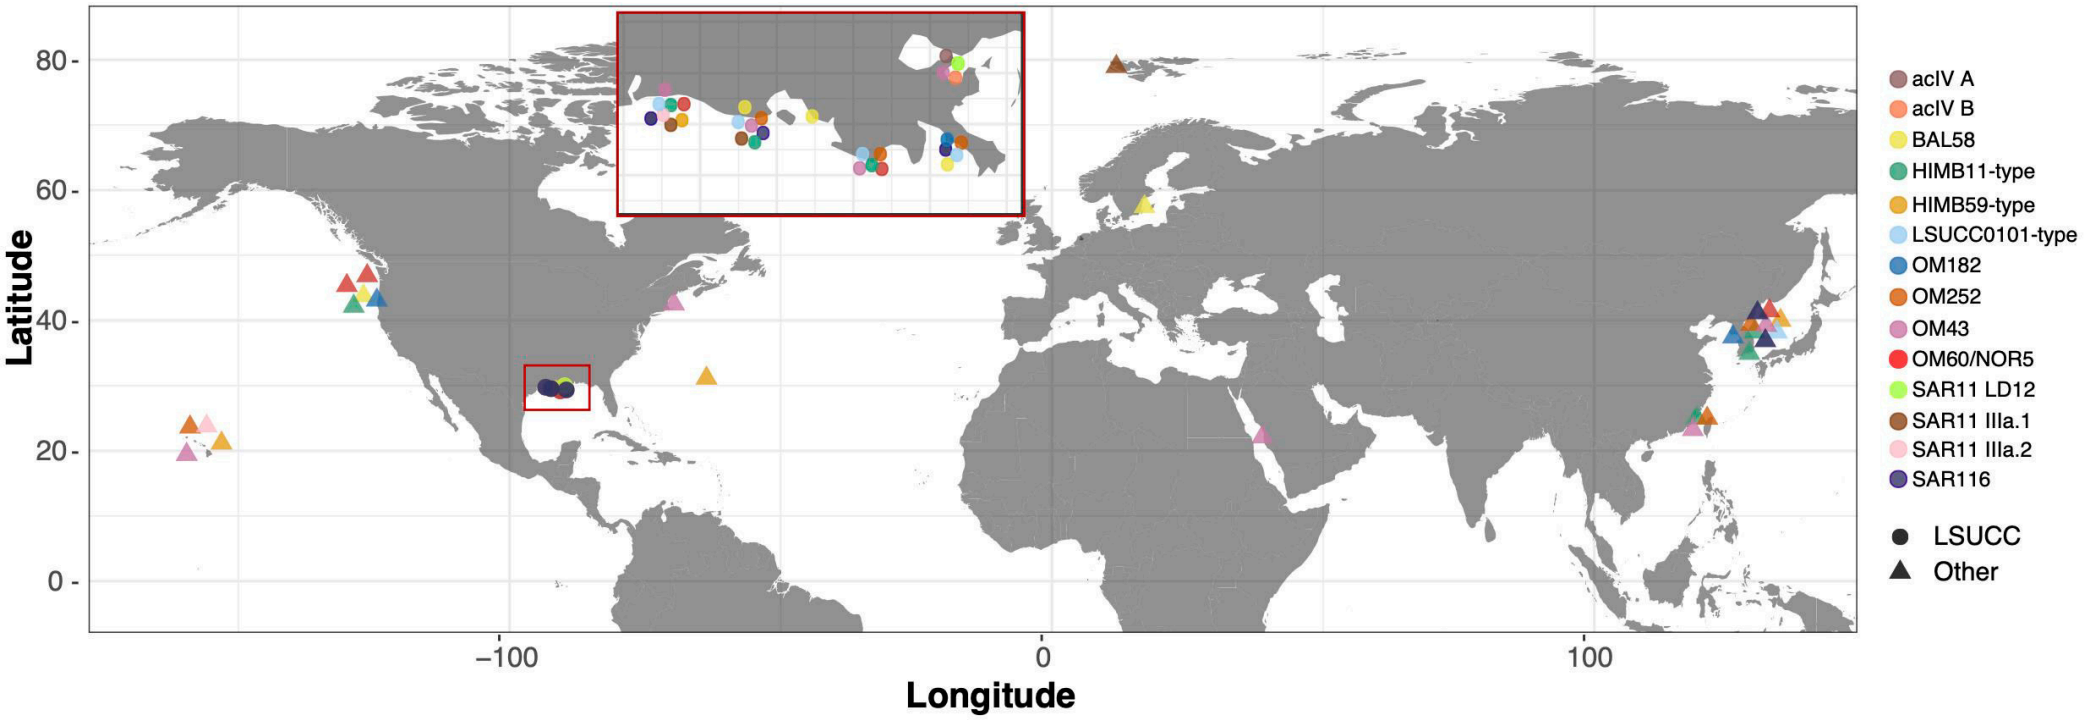 Latitude
80
60
40
20
0
−100
0
100
Longitude
acIV A
acIV B
BAL58
HIMB11-type
HIMB59-type
LSUCC0101-type
OM182
OM252
OM43
OM60/NOR5
SAR11 LD12
SAR11 IIIa.1
SAR11 IIIa.2
SAR116
LSUCC
Other